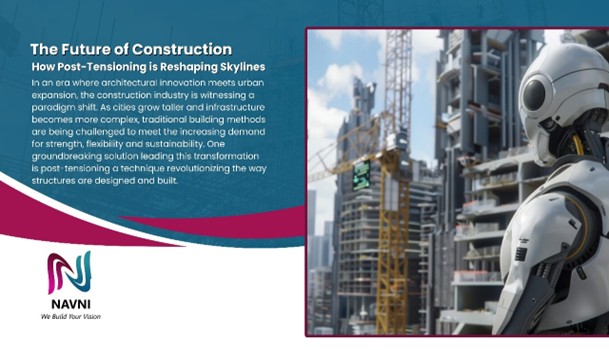 The Future of Construction
How Post-Tensioning is Reshaping Skylines
In an era where architectural innovation meets urban
expansion, the construction industry is witnessing a
paradigm shift. As cities grow taller and infrastructure
becomes more complex, traditional building methods
are being challenged to meet the increasing demand
for strength, flexibility and sustainability. One
groundbreaking solution leading this transformation
is post-tensioning a technique revolutionizing the way
structures are designed and built.
NAVNI
We Build Your Vision